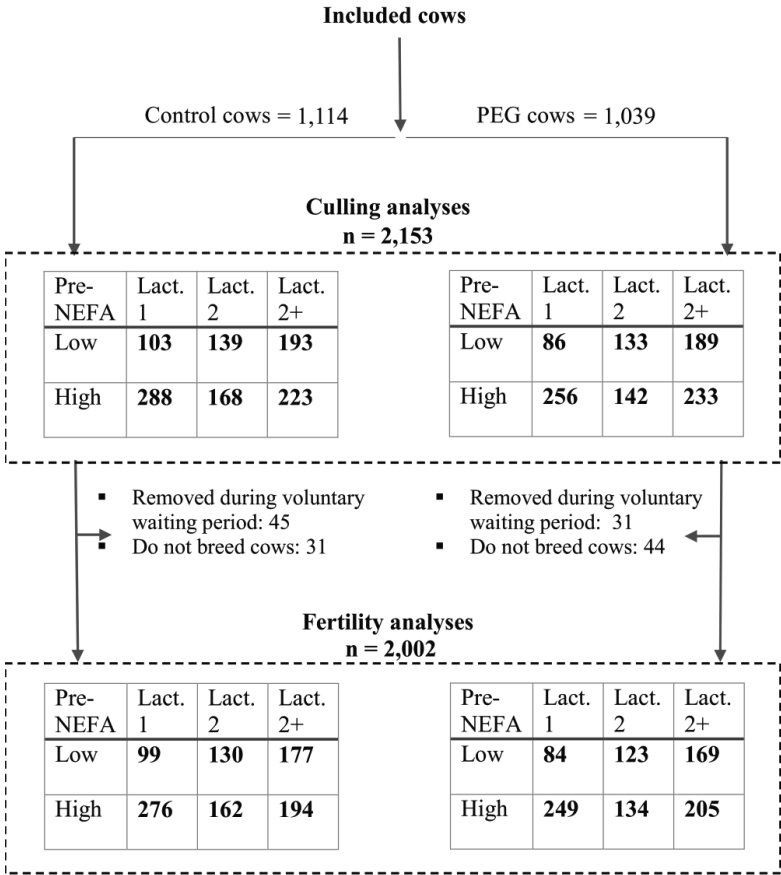 Included cows
Control cows = 1,114
PEG cows = 1,039
Culling analyses
n = 2,153
Pre- Lact. Lact. Lact.
NEFA 1 2 2+
Low 103 139 193
High 288 168 223
Pre- Lact. Lact. Lact.
NEFA 1 2 2+
Low 86 133 189
High 256 142 233
▪ Removed during voluntary
waiting period: 45
▪ Do not breed cows: 31
▪ Removed during voluntary
waiting period: 31
▪ Do not breed cows: 44
Fertility analyses
n = 2,002
Pre- Lact. Lact. Lact.
NEFA 1 2 2+
Low 99 130 177
High 276 162 194
Pre- Lact. Lact. Lact.
NEFA 1 2 2+
Low 84 123 169
High 249 134 205